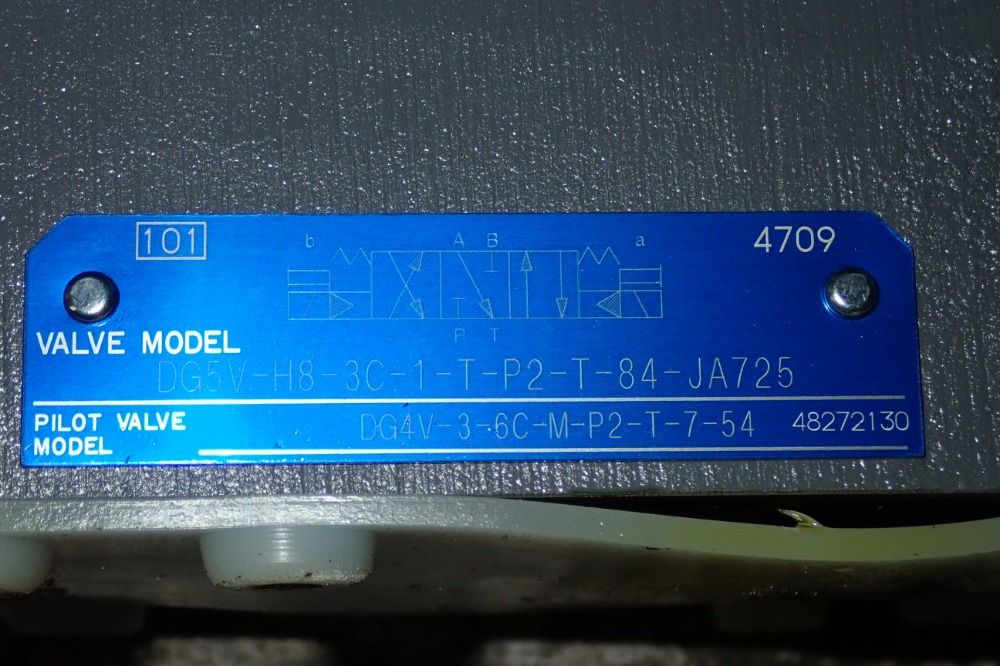 101 4709
b A B a
P T
VALVE MODEL
DG5V-H8-3C-1-T-P2-T-84-JA725
PILOT VALVE MODEL DG4V-3-6C-M-P2-T-7-54 48272130